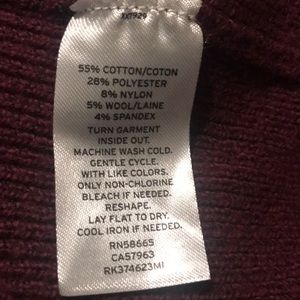 55% COTTON/COTON
28% POLYESTER
8% NYLON
5% WOOL/LAINE
4% SPANDEX
TURN GARMENT
INSIDE OUT.
MACHINE WASH COLD.
GENTLE CYCLE.
WITH LIKE COLORS.
ONLY NON-CHLORINE
BLEACH IF NEEDED.
RESHAPE.
LAY FLAT TO DRY.
COOL IRON IF NEEDED.
RN58665
CA57963
RK374623MI